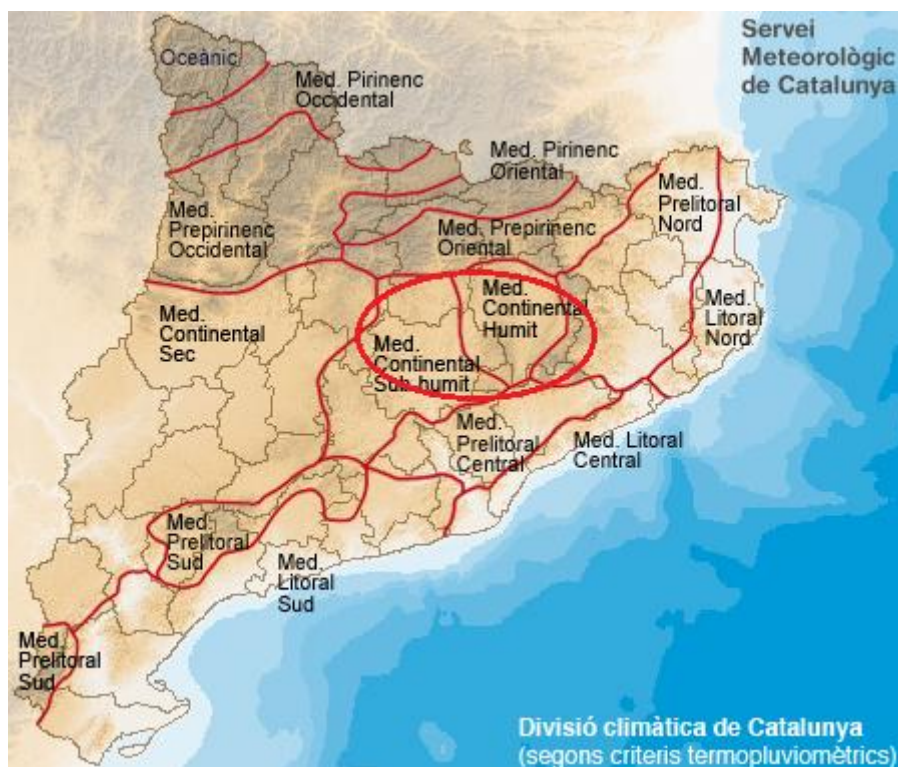 Servei
Meteorològic
de Catalunya
Oceànic
Med. Pirinenc
Occidental
Med. Pirinenc
Oriental
Med.
Prelitoral
Nord
Med.
Prepirinenc
Occidental
Med. Prepirinenc
Oriental
Med.
Continental
Humit
Med.
Litoral
Nord
Med.
Continental
Sec
Med.
Continental
Sub-humit
Med.
Prelitoral
Central
Med. Litoral
Central
Med.
Prelitoral
Sud
Med.
Litoral
Sud
Med.
Prelitoral
Sud
Divisió climàtica de Catalunya
(segons criteris termopluviomètrics)